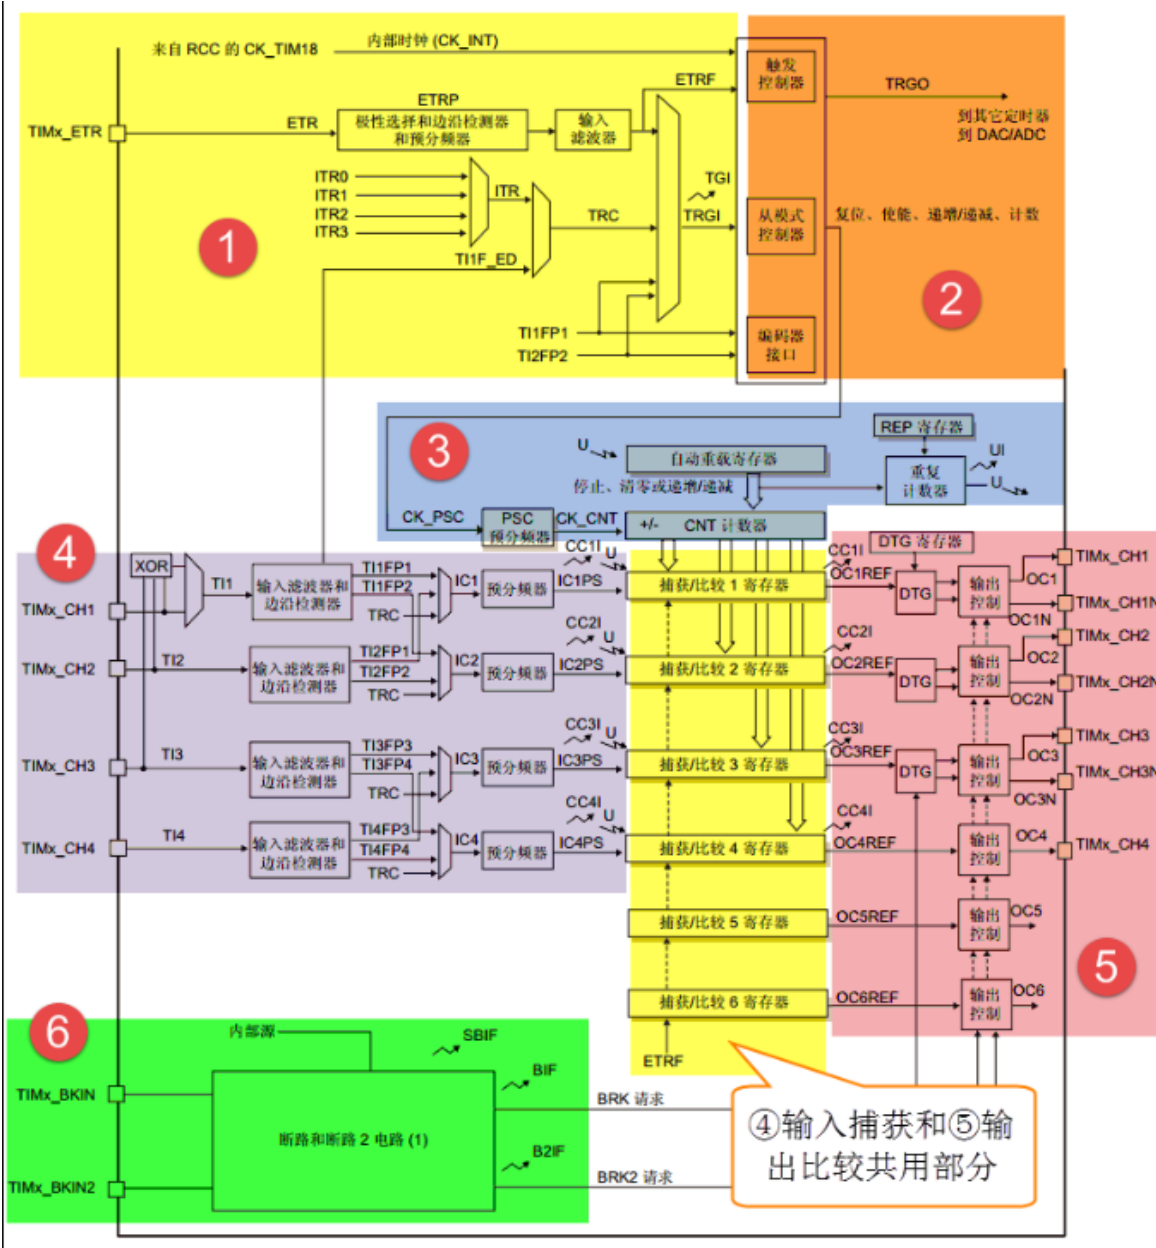 来自 RCC 的 CK_TIM18
内部时钟 (CK_INT)
触发
控制器
ETRF
TRGO
到其它定时器
到 DAC/ADC
TIMx_ETR
ETR
ETRP
极性选择和边沿检测器
和预分频器
输入
滤波器
ITR0
ITR1
ITR2
ITR3
ITR
TI1F_ED
TRC
TGI
TRGI
从模式
控制器
复位、使能、递增/递减、计数
1
2
TI1FP1
TI2FP2
编码器
接口
3
U
自动重载寄存器
REP 寄存器
停止、清零或递增/递减
重复
计数器
UI
U
CK_PSC
PSC
预分频器
CK_CNT
+/-
CNT 计数器
4
XOR
TIMx_CH1
TI1
输入滤波器和
边沿检测器
TI1FP1
TI1FP2
TRC
IC1
预分频器
CC1I
U
IC1PS
捕获/比较 1 寄存器
CC1I
OC1REF
DTG 寄存器
DTG
输出
控制
OC1
OC1N
TIMx_CH1
TIMx_CH1N
TIMx_CH2
TI2
输入滤波器和
边沿检测器
TI2FP1
TI2FP2
TRC
IC2
预分频器
CC2I
U
IC2PS
捕获/比较 2 寄存器
CC2I
OC2REF
DTG
输出
控制
OC2
OC2N
TIMx_CH2
TIMx_CH2N
TIMx_CH3
TI3
输入滤波器和
边沿检测器
TI3FP3
TI3FP4
TRC
IC3
预分频器
CC3I
U
IC3PS
捕获/比较 3 寄存器
CC3I
OC3REF
DTG
输出
控制
OC3
OC3N
TIMx_CH3
TIMx_CH3N
TIMx_CH4
TI4
输入滤波器和
边沿检测器
TI4FP3
TI4FP4
TRC
IC4
预分频器
CC4I
U
IC4PS
捕获/比较 4 寄存器
CC4I
OC4REF
输出
控制
OC4
TIMx_CH4
捕获/比较 5 寄存器
OC5REF
输出
控制
OC5
5
捕获/比较 6 寄存器
OC6REF
输出
控制
OC6
ETRF
6
内部源
SBIF
TIMx_BKIN
BIF
BRK 请求
断路和断路 2 电路 (1)
TIMx_BKIN2
B2IF
BRK2 请求
④输入捕获和⑤输
出比较共用部分